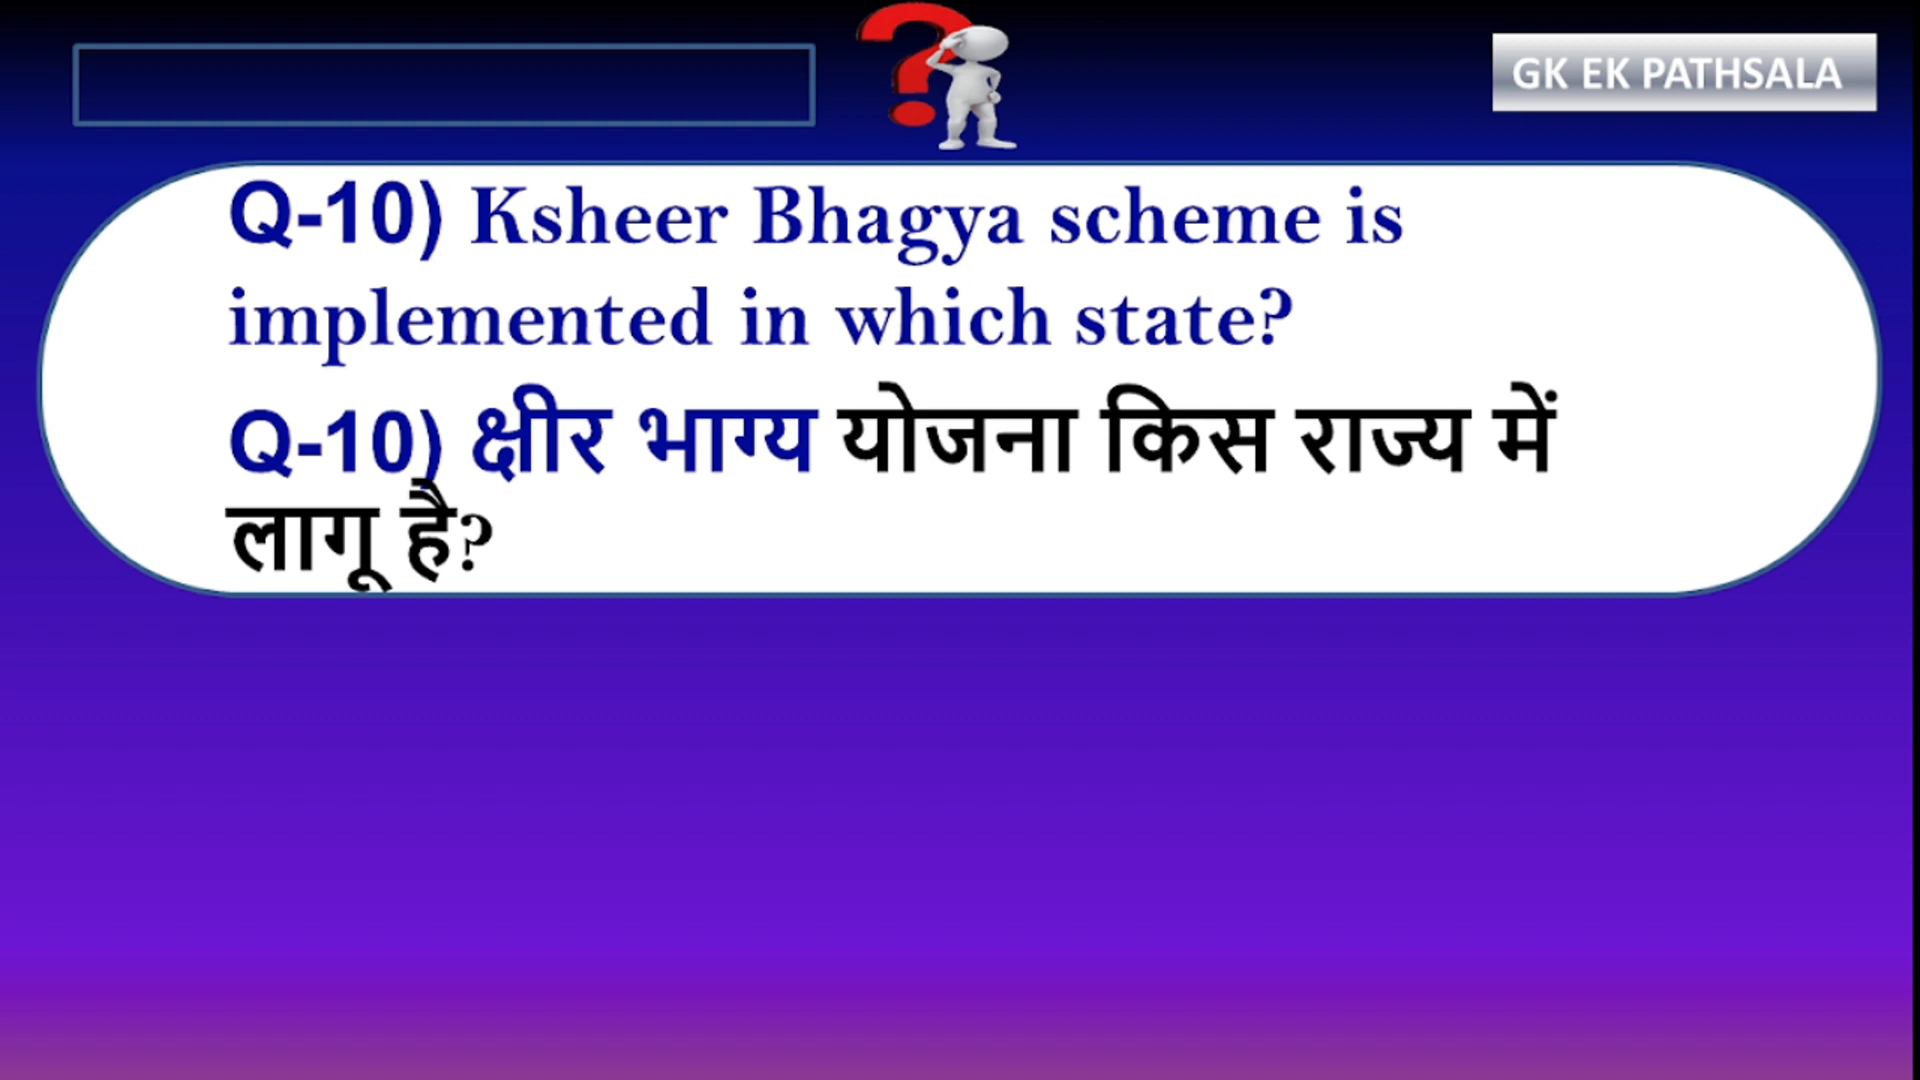 GK EK PATHSALA
Q-10) Ksheer Bhagya scheme is
implemented in which state?
Q-10) क्षीर भाग्य योजना किस राज्य में
लागू है?